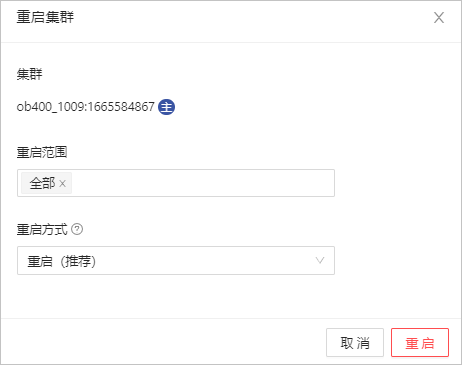 重启集群
集群
ob400_1009:1665584867 主
重启范围
全部
重启方式
重启（推荐）
取消 重启